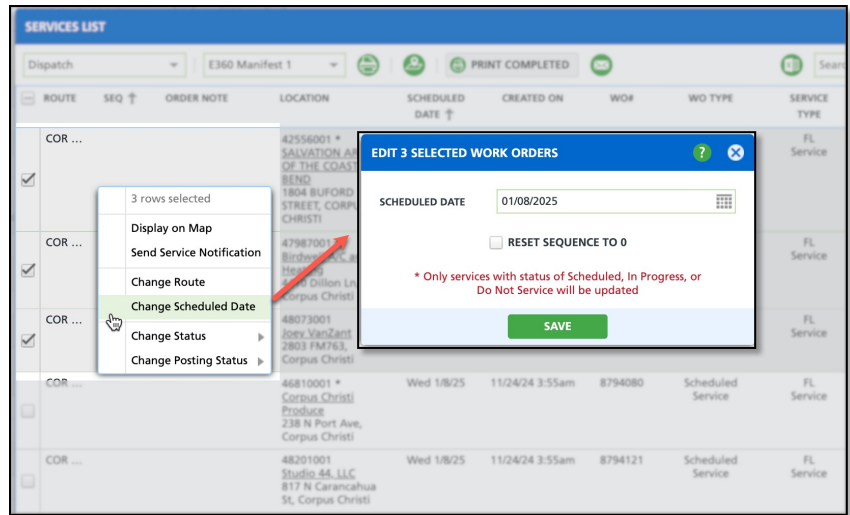 SERVICES LIST
Dispatch
E360 Manifest 1
PRINT COMPLETED
ROUTE
SEQ
ORDER NOTE
LOCATION
SCHEDULED
DATE
CREATED ON
WO#
WO TYPE
SERVICE
TYPE
COR ...
42556001 *
SALVATION
OF THE COAST
BEND
1804 BUFORD
STREET,
CHRISTI
FL
Service
3 rows selected
Display on Map
Send Service Notification
Change Route
Change Scheduled Date
Change Status
Change Posting Status
EDIT 3 SELECTED WORK ORDERS
?
SCHEDULED DATE
01/08/2025
RESET SEQUENCE TO 0
* Only services with status of Scheduled, In Progress, or
Do Not Service will be updated
SAVE
COR ...
Dillon Ln,
Corpus Christi
FL
Service
COR ...
48073001
Joey VanZant
2803 FM763,
Corpus Christi
FL
Service
COR ...
46810001 *
Corpus Christi
Produce
238 N Port Ave,
Corpus Christi
Wed 1/8/25
11/24/24 3:55am
8794080
Scheduled
Service
FL
Service
COR ...
48201001
Studio 44, LLC
817 N Carancahua
St, Corpus Christi
Wed 1/8/25
11/24/24 3:55am
8794121
Scheduled
Service
FL
Service